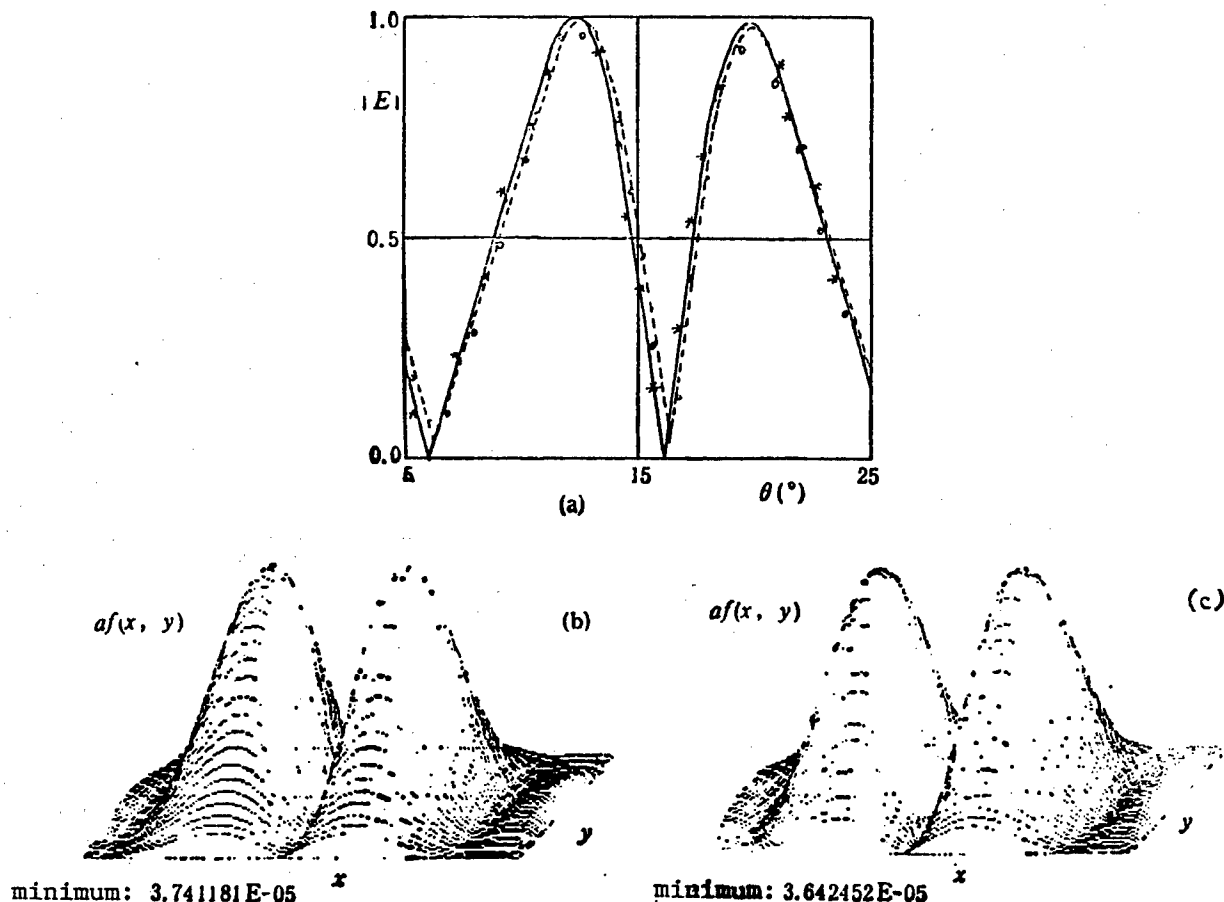 1.0
|E|
0.5
0.0
5 15 25
θ(°)
(a)
af(x, y)
(b)
y
x
minimum: 3.741181E-05
af(x, y)
(c)
y
x
minimum: 3.642452E-05